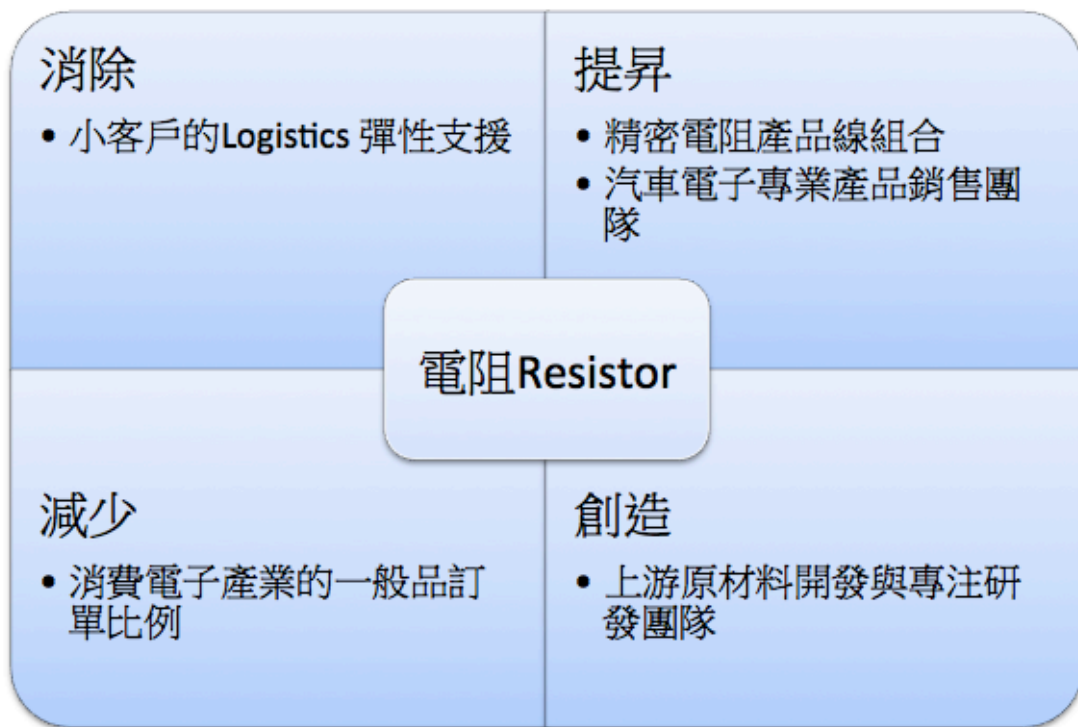 消除
• 小客戶的Logistics 彈性支援
提昇
• 精密電阻產品線組合
• 汽車電子專業產品銷售團
隊
電阻Resistor
減少
• 消費電子產業的一般品訂
單比例
創造
• 上游原材料開發與專注研
發團隊